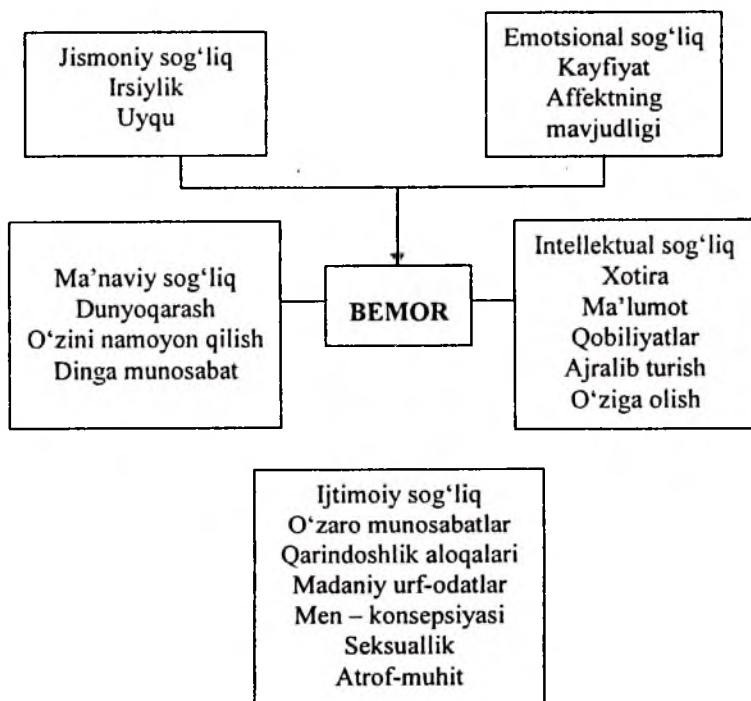 Jismoniy sog‘liq
Irsiylik
Uyqu
Emotsional sog‘liq
Kayfiyat
Affektning
mavjudligi
Ma’naviy sog‘liq
Dunyoqarash
O‘zini namoyon qilish
Dinga munosabat
BEMOR
Intellektual sog‘liq
Xotira
Ma’lumot
Qobiliyatlar
Ajralib turish
O‘ziga olish
Ijtimoiy sog‘liq
O‘zaro munosabatlar
Qarindoshlik aloqalari
Madaniy urf-odatlar
Men – konsepsiyasi
Seksuallik
Atrof-muhit